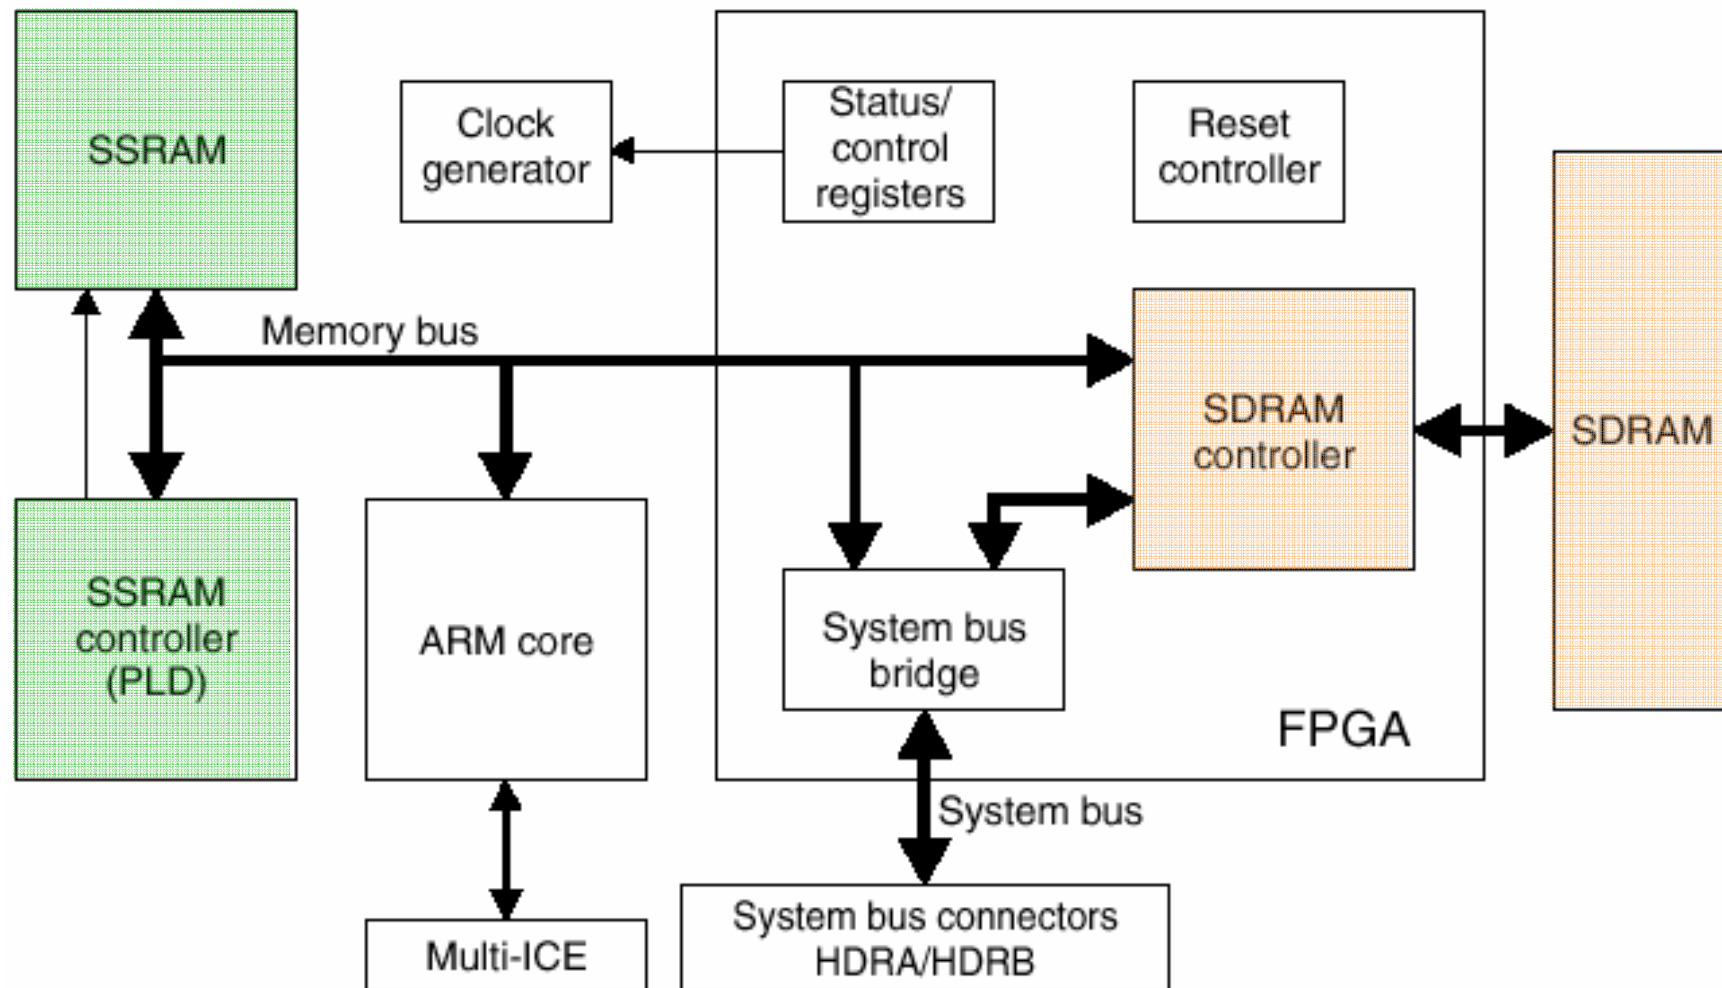 SSRAM
Clock
generator
Status/
control
registers
Reset
controller
Memory bus
SDRAM
controller
SDRAM
SSRAM
controller
(PLD)
ARM core
System bus
bridge
FPGA
System bus
Multi-ICE
System bus connectors
HDRA/HDRB